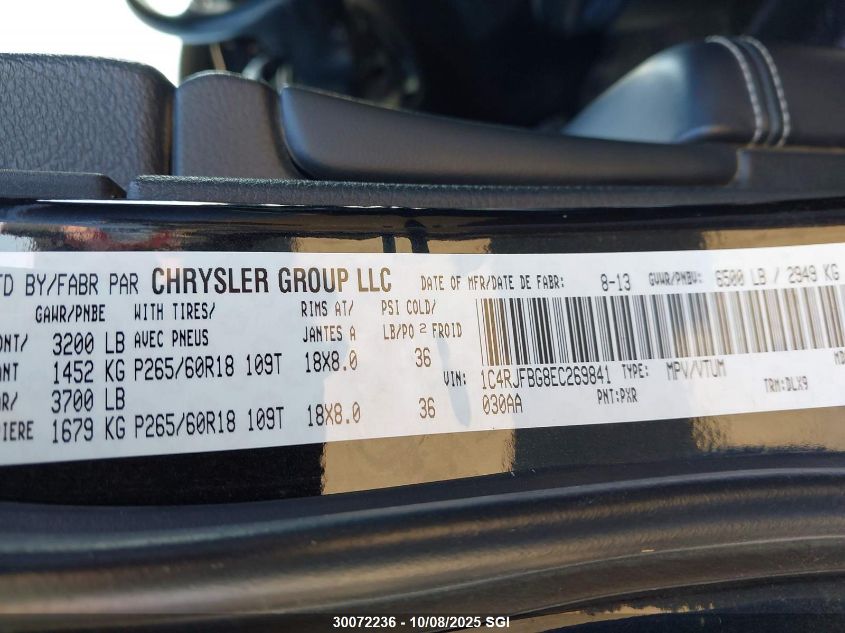 TD BY/FABR PAR CHRYSLER GROUP LLC DATE OF MFR/DATE DE FABR: 8-13 GVWR/PNBV: 6500 LB / 2949 KG
GAWR/PNBE WITH TIRES/ RIMS AT/ PSI COLD/
ONT/ 3200 LB AVEC PNEUS JANTES A LB/PO 2 FROID
ANT 1452 KG P265/60R18 109T 18X8.0 36 VIN: 1C4RJFBG8EC269841 TYPE: MPV/VTUM
AR/ 3700 LB 030AA PNT:PXR TRM:DLX9
IERE 1679 KG P265/60R18 109T 18X8.0 36
30072236 - 10/08/2025 SGI